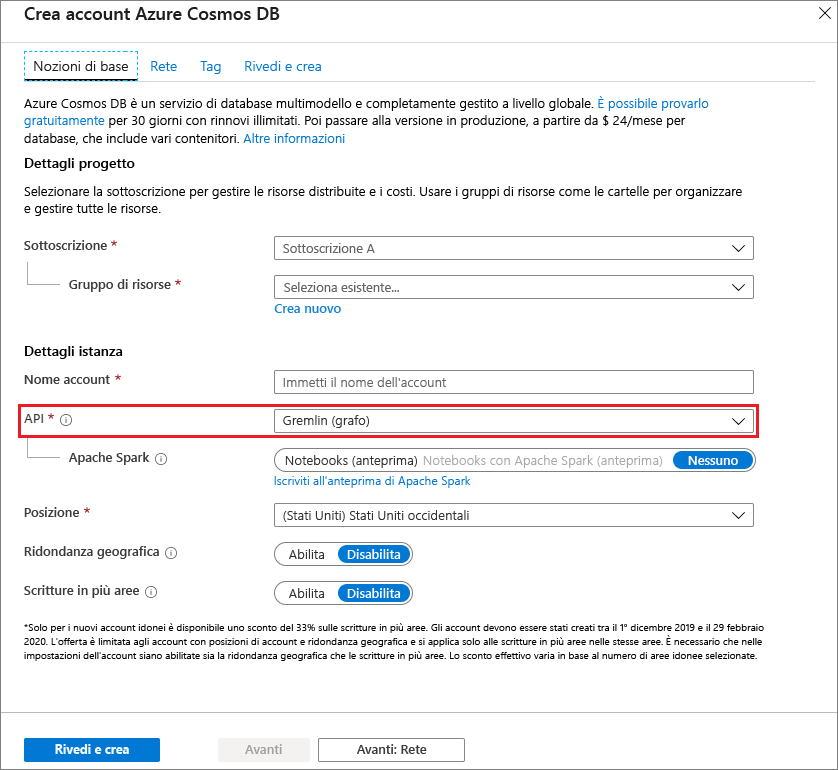 Crea account Azure Cosmos DB
Nozioni di base Rete Tag Rivedi e crea
Azure Cosmos DB è un servizio di database multimodello e completamente gestito a livello globale. È possibile provarlo
gratuitamente per 30 giorni con rinnovi illimitati. Poi passare alla versione in produzione, a partire da $ 24/mese per
database, che include vari contenitori. Altre informazioni
Dettagli progetto
Selezionare la sottoscrizione per gestire le risorse distribuite e i costi. Usare i gruppi di risorse come le cartelle per organizzare
e gestire tutte le risorse.
Sottoscrizione * Sottoscrizione A
Gruppo di risorse * Seleziona esistente...
Crea nuovo
Dettagli istanza
Nome account * Immetti il nome dell'account
API * Gremlin (grafo)
Apache Spark Notebooks (anteprima) Notebooks con Apache Spark (anteprima) Nessuno
Iscriviti all'anteprima di Apache Spark
Posizione * (Stati Uniti) Stati Uniti occidentali
Ridondanza geografica Abilita Disabilita
Scritture in più aree Abilita Disabilita
*Solo per i nuovi account idonei è disponibile uno sconto del 33% sulle scritture in più aree. Gli account devono essere stati creati tra il 1° dicembre 2019 e il 29 febbraio
2020. L'offerta è limitata agli account con posizioni di account e ridondanza geografica e si applica solo alle scritture in più aree nelle stesse aree. È necessario che nelle
impostazioni dell'account siano abilitate sia la ridondanza geografica che le scritture in più aree. Lo sconto effettivo varia in base al numero di aree idonee selezionate.
Rivedi e crea Avanti Avanti: Rete